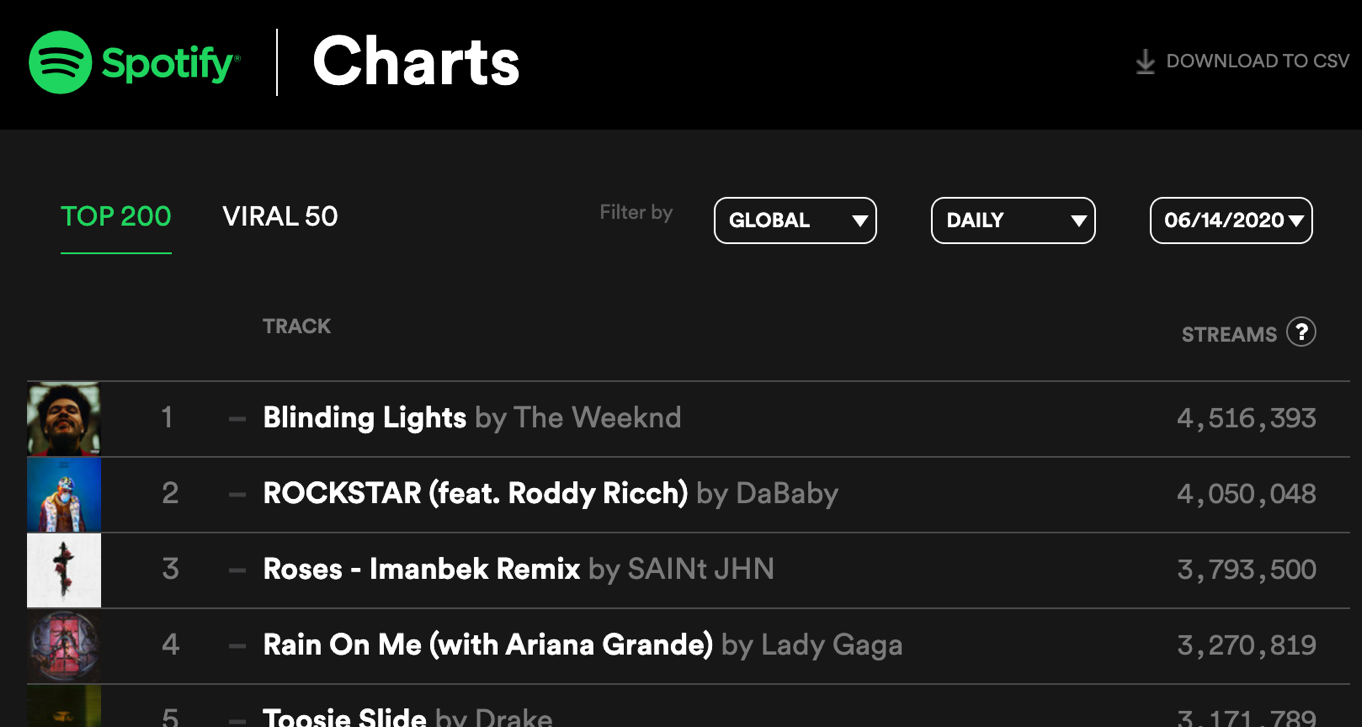 Spotify® | Charts
DOWNLOAD TO CSV
TOP 200 VIRAL 50 Filter by GLOBAL DAILY 06/14/2020
TRACK STREAMS ?
1 – Blinding Lights by The Weeknd 4,516,393
2 – ROCKSTAR (feat. Roddy Ricch) by DaBaby 4,050,048
3 – Roses - Imanbek Remix by SAINt JHN 3,793,500
4 – Rain On Me (with Ariana Grande) by Lady Gaga 3,270,819
5 – Toosie Slide by Drake 3,171,789